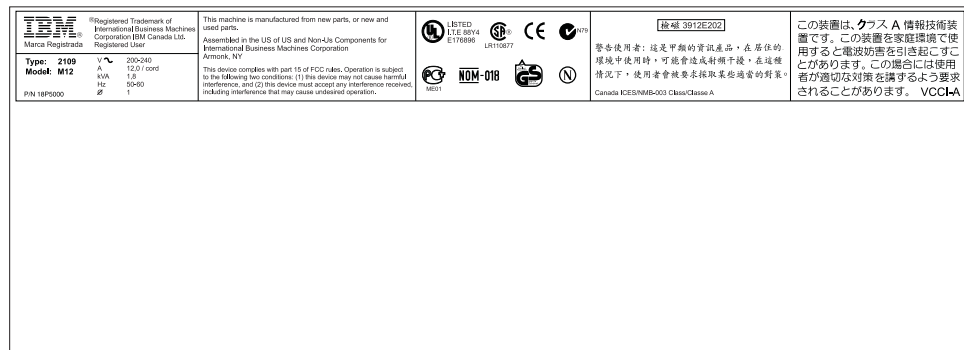 IBM®
Marca Registrada
®Registered Trademark of
International Business Machines
Corporation IBM Canada Ltd.
Registered User
Type: 2109
Model: M12
V 200-240
A 12,0 / cord
kVA 1,8
Hz 50-60
Ø 1
P/N 18P5000
This machine is manufactured from new parts, or new and
used parts.
Assembled in the US of US and Non-Us Components for
International Business Machines Corporation
Armonk, NY
This device complies with part 15 of FCC rules. Operation is subject
to the following two conditions: (1) this device may not cause harmful
interference, and (2) this device must accept any interference received,
including interference that may cause undesired operation.
UL
LISTED
I.T.E 88Y4
E176896
SP®
LR110877
CE
N79
PG
ME01
NOM-018
GS
N
檢磁 3912E202
警告使用者: 這是甲類的資訊產品, 在居住的
環境中使用時, 可能會造成射頻干擾, 在這種
情況下, 使用者會被要求採取某些適當的對策。
Canada ICES/NMB-003 Class/Classe A
この装置は、クラス A 情報技術装
置です。この装置を家庭環境で使
用すると電波妨害を引き起こすこ
とがあります。この場合には使用
者が適切な対策を講ずるよう要求
されることがあります。 VCCI-A